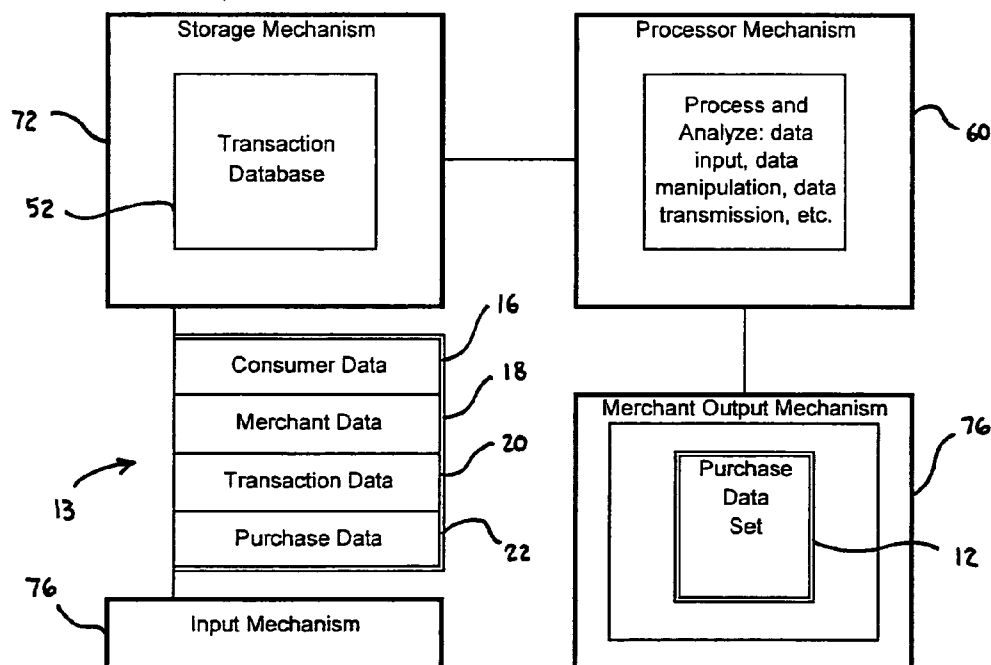 Storage Mechanism
Transaction
Database
72
52
Processor Mechanism
Process and
Analyze: data
input, data
manipulation, data
transmission, etc.
60
Consumer Data
Merchant Data
Transaction Data
Purchase Data
16
18
20
22
13
Merchant Output Mechanism
Purchase
Data
Set
76
12
76
Input Mechanism